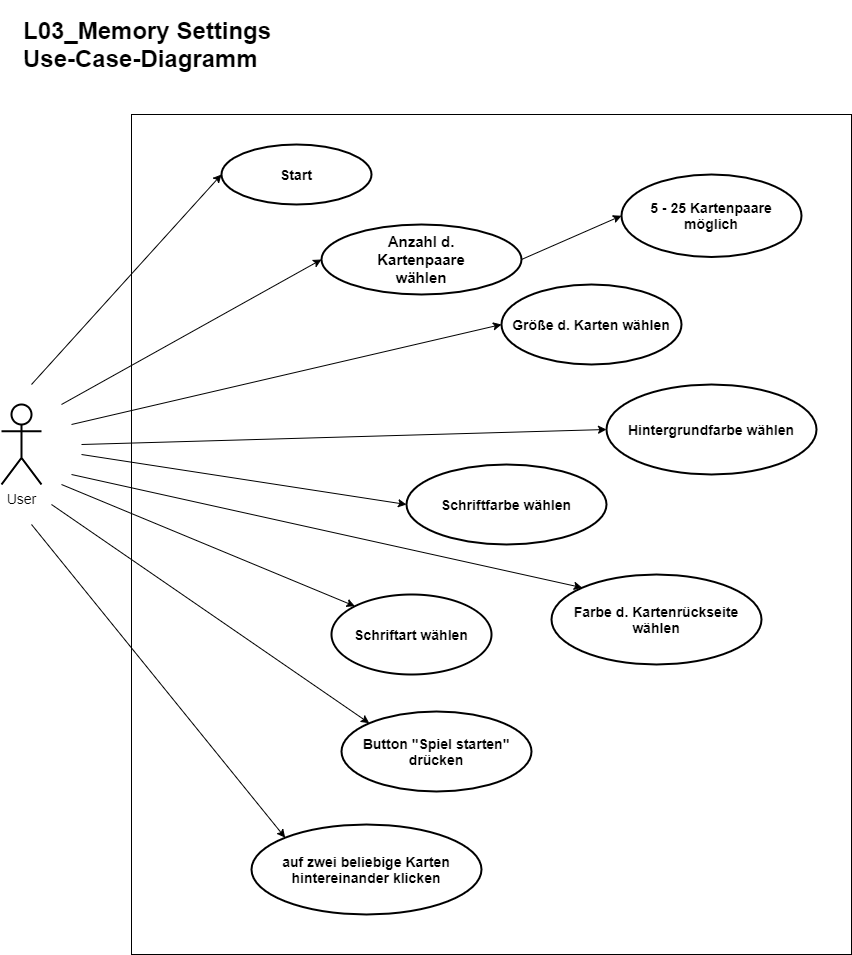 L03_Memory Settings
Use-Case-Diagramm
Start
5 - 25 Kartenpaare
möglich
Anzahl d.
Kartenpaare
wählen
Größe d. Karten wählen
Hintergrundfarbe wählen
User
Schriftfarbe wählen
Farbe d. Kartenrückseite
wählen
Schriftart wählen
Button "Spiel starten"
drücken
auf zwei beliebige Karten
hintereinander klicken